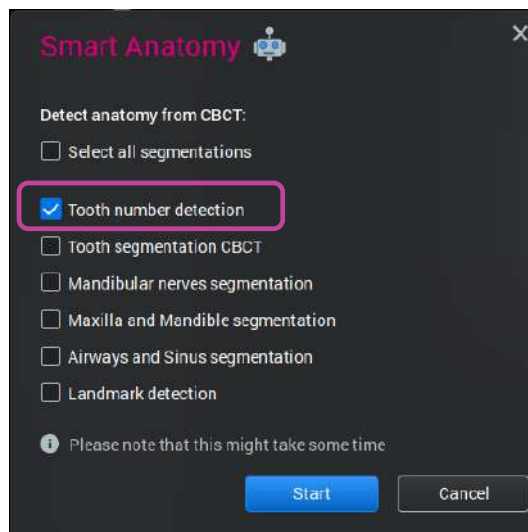 Smart Anatomy
Detect anatomy from CBCT:
Select all segmentations
Tooth number detection
Tooth segmentation CBCT
Mandibular nerves segmentation
Maxilla and Mandible segmentation
Airways and Sinus segmentation
Landmark detection
Please note that this might take some time
Start Cancel